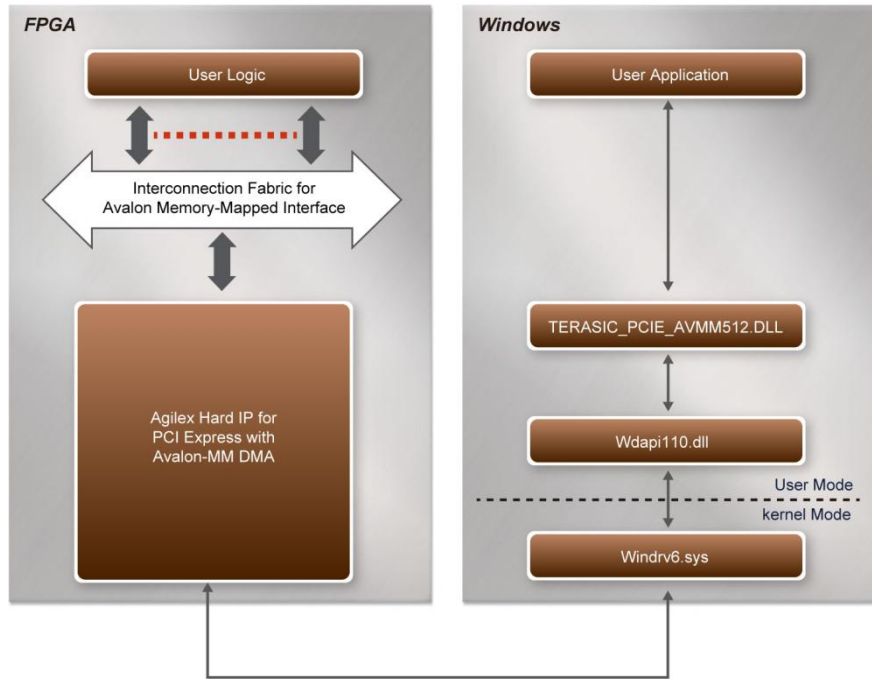 FPGA
User Logic
Interconnection Fabric for
Avalon Memory-Mapped Interface
Agilex Hard IP for
PCI Express with
Avalon-MM DMA
Windows
User Application
TERASIC_PCIE_AVMM512.DLL
Wdapi110.dll
User Mode
kernel Mode
Windrv6.sys